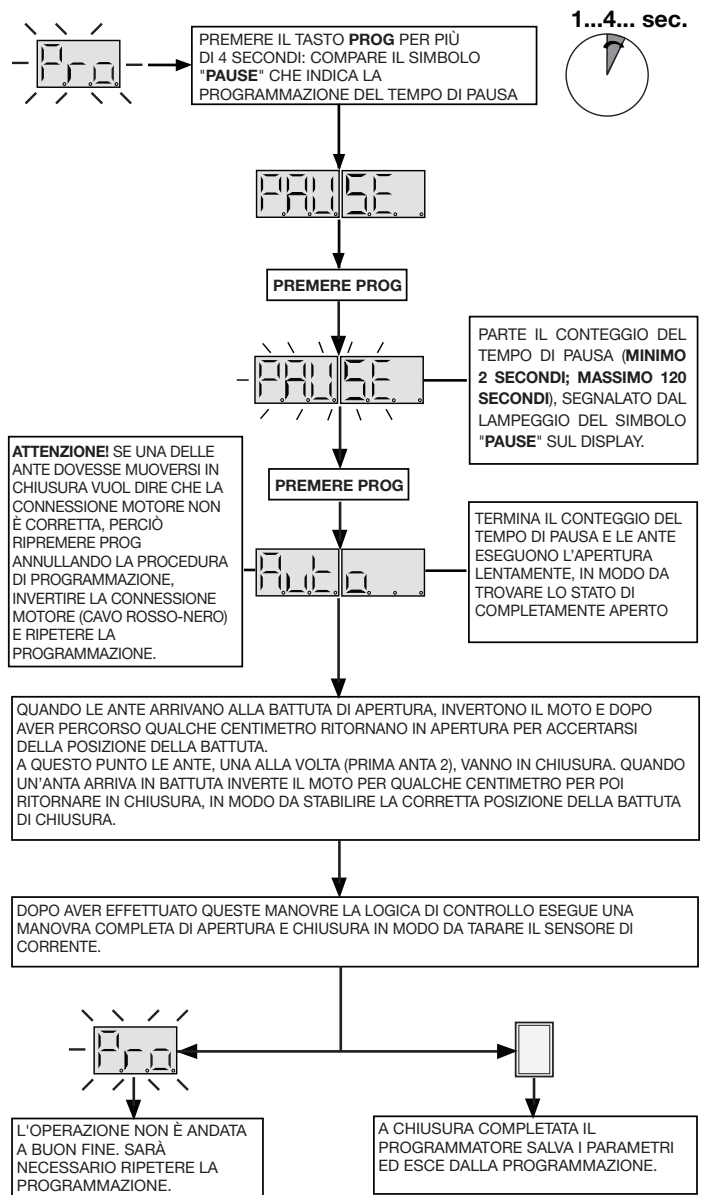 1...4... sec.
Pro
PREMERE IL TASTO PROG PER PIÙ
DI 4 SECONDI: COMPARE IL SIMBOLO
"PAUSE" CHE INDICA LA
PROGRAMMAZIONE DEL TEMPO DI PAUSA
PAUSE
PREMERE PROG
PAUSE
PARTE IL CONTEGGIO DEL
TEMPO DI PAUSA (MINIMO
2 SECONDI; MASSIMO 120
SECONDI), SEGNALATO DAL
LAMPEGGIO DEL SIMBOLO
"PAUSE" SUL DISPLAY.
PREMERE PROG
ATTENZIONE! SE UNA DELLE
ANTE DOVESSE MUOVERSI IN
CHIUSURA VUOL DIRE CHE LA
CONNESSIONE MOTORE NON
È CORRETTA, PERCIÒ
RIPREMERE PROG
ANNULLANDO LA PROCEDURA
DI PROGRAMMAZIONE,
INVERTIRE LA CONNESSIONE
MOTORE (CAVO ROSSO-NERO)
E RIPETERE LA
PROGRAMMAZIONE.
Auto
TERMINA IL CONTEGGIO DEL
TEMPO DI PAUSA E LE ANTE
ESEGUONO L'APERTURA
LENTAMENTE, IN MODO DA
TROVARE LO STATO DI
COMPLETAMENTE APERTO
QUANDO LE ANTE ARRIVANO ALLA BATTUTA DI APERTURA, INVERTONO IL MOTO E DOPO
AVER PERCORSO QUALCHE CENTIMETRO RITORNANO IN APERTURA PER ACCERTARSI
DELLA POSIZIONE DELLA BATTUTA.
A QUESTO PUNTO LE ANTE, UNA ALLA VOLTA (PRIMA ANTA 2), VANNO IN CHIUSURA. QUANDO
UN'ANTA ARRIVA IN BATTUTA INVERTE IL MOTO PER QUALCHE CENTIMETRO PER POI
RITORNARE IN CHIUSURA, IN MODO DA STABILIRE LA CORRETTA POSIZIONE DELLA BATTUTA
DI CHIUSURA.
DOPO AVER EFFETTUATO QUESTE MANOVRE LA LOGICA DI CONTROLLO ESEGUE UNA
MANOVRA COMPLETA DI APERTURA E CHIUSURA IN MODO DA TARARE IL SENSORE DI
CORRENTE.
Pro
L'OPERAZIONE NON È ANDATA
A BUON FINE. SARÀ
NECESSARIO RIPETERE LA
PROGRAMMAZIONE.
A CHIUSURA COMPLETATA IL
PROGRAMMATORE SALVA I PARAMETRI
ED ESCE DALLA PROGRAMMAZIONE.